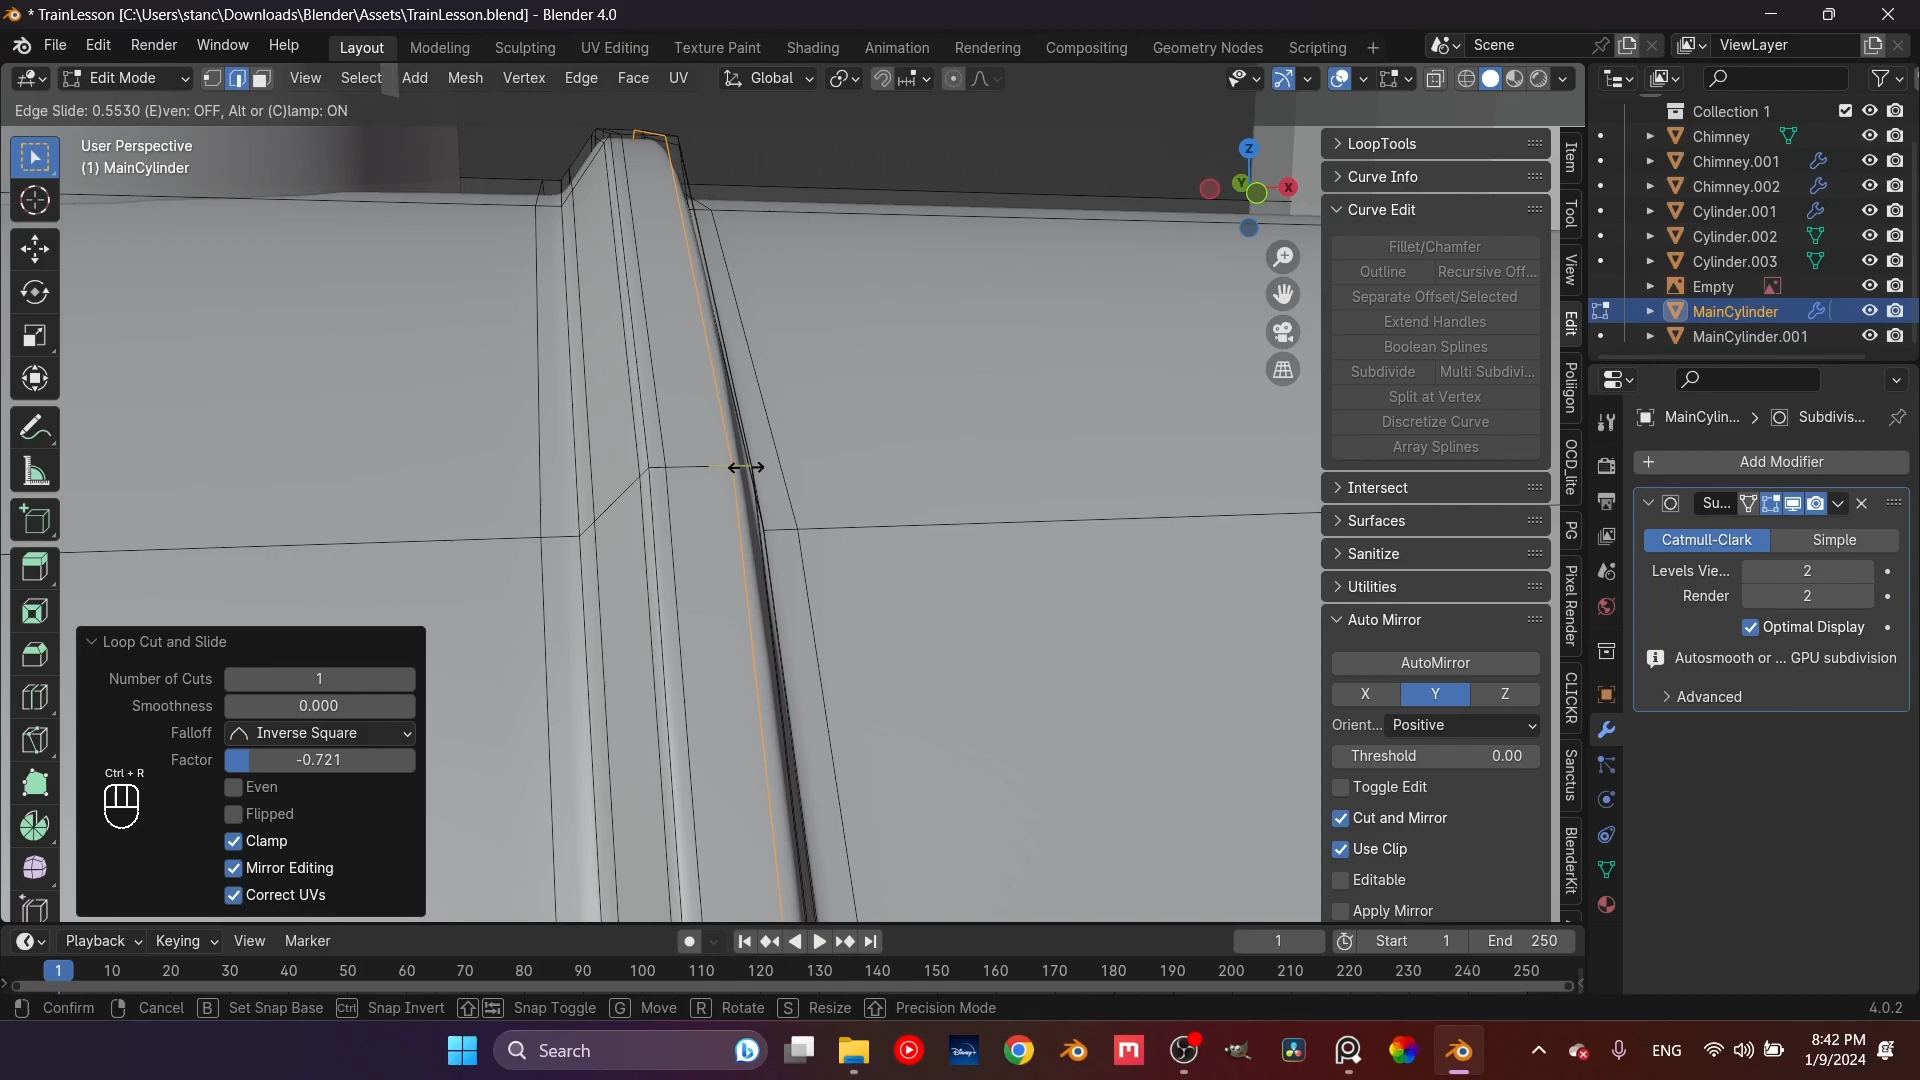 * TrainLesson [C:\Users\stanc\Downloads\Blender\Assets\TrainLesson.blend] - Blender 4.0
File Edit Render Window Help Layout Modeling Sculpting UV Editing Texture Paint Shading Animation Rendering Compositing Geometry Nodes Scripting + Scene ViewLayer
Edit Mode View Select Add Mesh Vertex Edge Face UV Global
Edge Slide: 0.5530 (E)ven: OFF, Alt or (C)lamp: ON
User Perspective
(1) MainCylinder
Z
Y
X
LoopTools
Curve Info
Curve Edit
Fillet/Chamfer
Outline Recursive Off...
Separate Offset/Selected
Extend Handles
Boolean Splines
Subdivide Multi Subdivi...
Split at Vertex
Discretize Curve
Array Splines
Intersect
Surfaces
Sanitize
Utilities
Auto Mirror
AutoMirror
X Y Z
Orient... Positive
Threshold 0.00
Toggle Edit
Cut and Mirror
Use Clip
Editable
Apply Mirror
Item
Tool
View
Edit
Poliigon
OCD_lite
PG
Pixel Render
CLICKR
Sanctus
BlenderKit
Collection 1
Chimney
Chimney.001
Chimney.002
Cylinder.001
Cylinder.002
Cylinder.003
Empty
MainCylinder
MainCylinder.001
MainCylin... Subdivis...
Add Modifier
Su...
Catmull-Clark Simple
Levels Vie... 2
Render 2
Optimal Display
Autosmooth or ... GPU subdivision
Advanced
Loop Cut and Slide
Number of Cuts 1
Smoothness 0.000
Falloff Inverse Square
Factor -0.721
Even
Flipped
Clamp
Mirror Editing
Correct UVs
Ctrl + R
Playback Keying View Marker 1 Start 1 End 250
1 10 20 30 40 50 60 70 80 90 100 110 120 130 140 150 160 170 180 190 200 210 220 230 240 250
Confirm Cancel B Set Snap Base Ctrl Snap Invert Snap Toggle G Move R Rotate S Resize Precision Mode 4.0.2
Search
Disney+
ENG
8:42 PM
1/9/2024